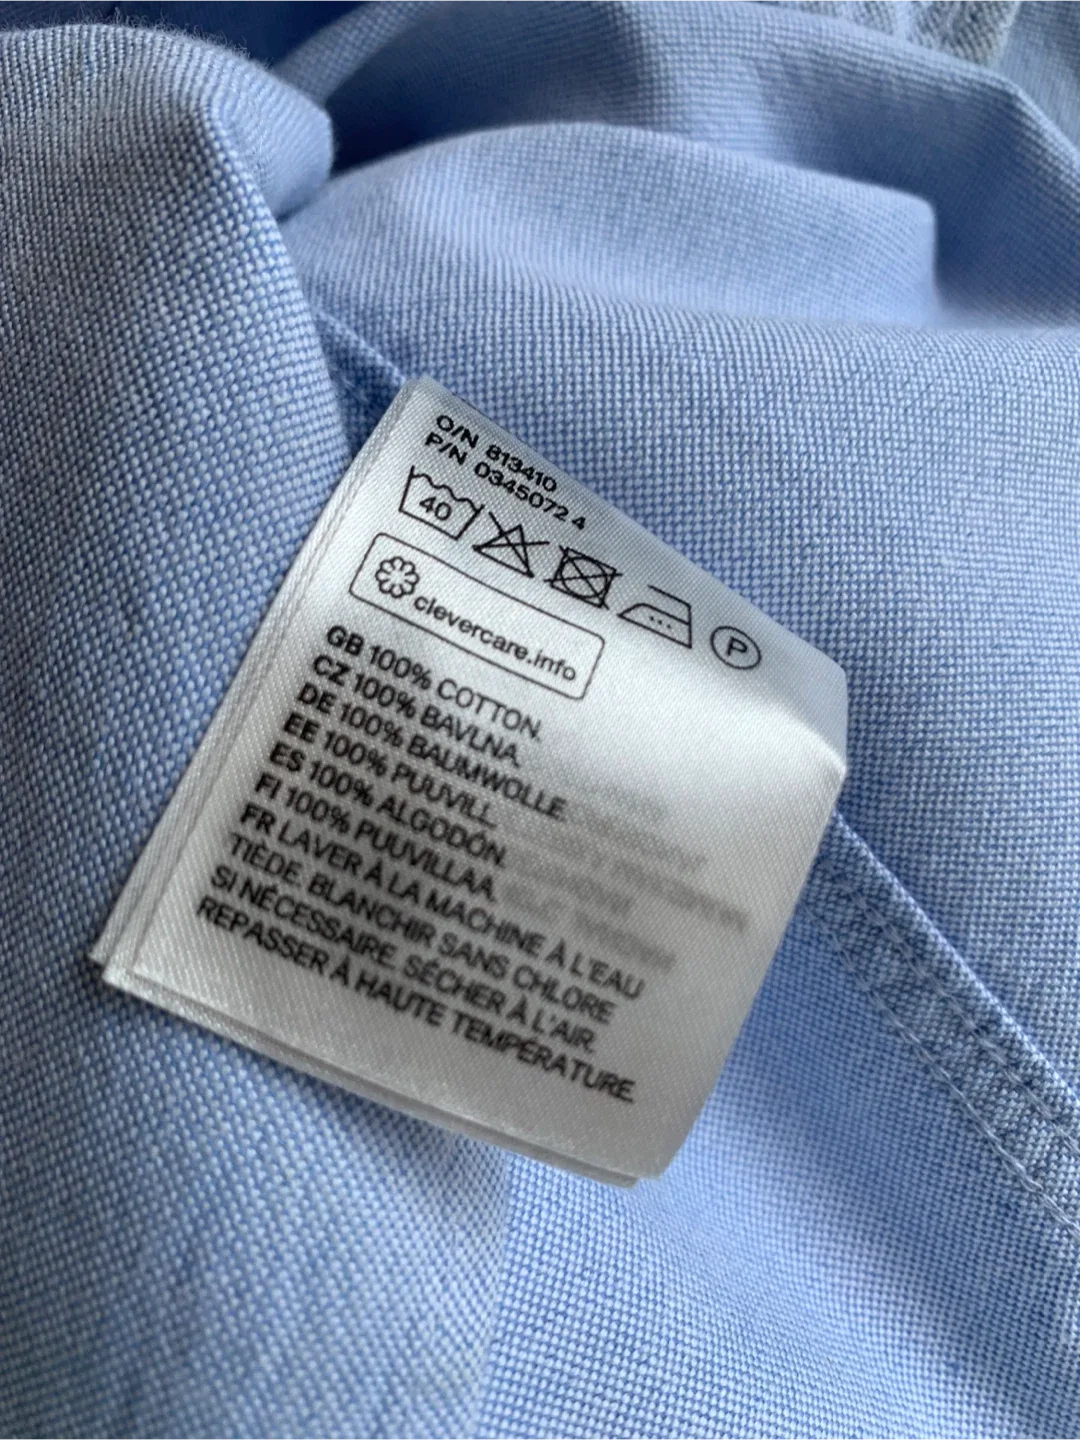 O/N 813410
P/N 0345072 4
40
P
clevercare.info
GB 100% COTTON.
CZ 100% BAVLNA.
DE 100% BAUMWOLLE.
EE 100% PUUVILL.
ES 100% ALGODÓN.
FI 100% PUUVILLAA.
FR LAVER À LA MACHINE À L'EAU
TIÈDE. BLANCHIR SANS CHLORE
SI NÉCESSAIRE. SÉCHER À L'AIR.
REPASSER À HAUTE TEMPÉRATURE.